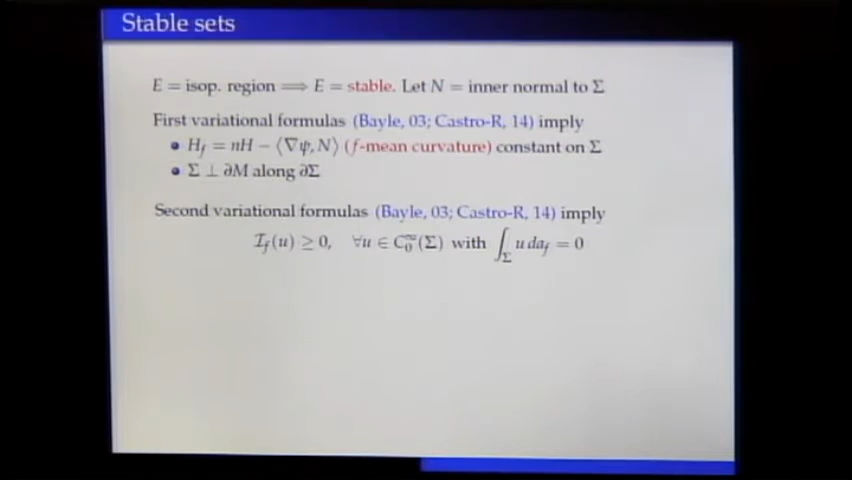 Stable sets
E = isop. region ⟹ E = stable. Let N = inner normal to Σ
First variational formulas (Bayle, 03; Castro-R, 14) imply
• H_f = nH − ⟨∇ψ, N⟩ (f-mean curvature) constant on Σ
• Σ ⊥ ∂M along ∂Σ
Second variational formulas (Bayle, 03; Castro-R, 14) imply
I_f(u) ≥ 0, ∀u ∈ C_0^∞(Σ) with ∫_Σ u da_f = 0